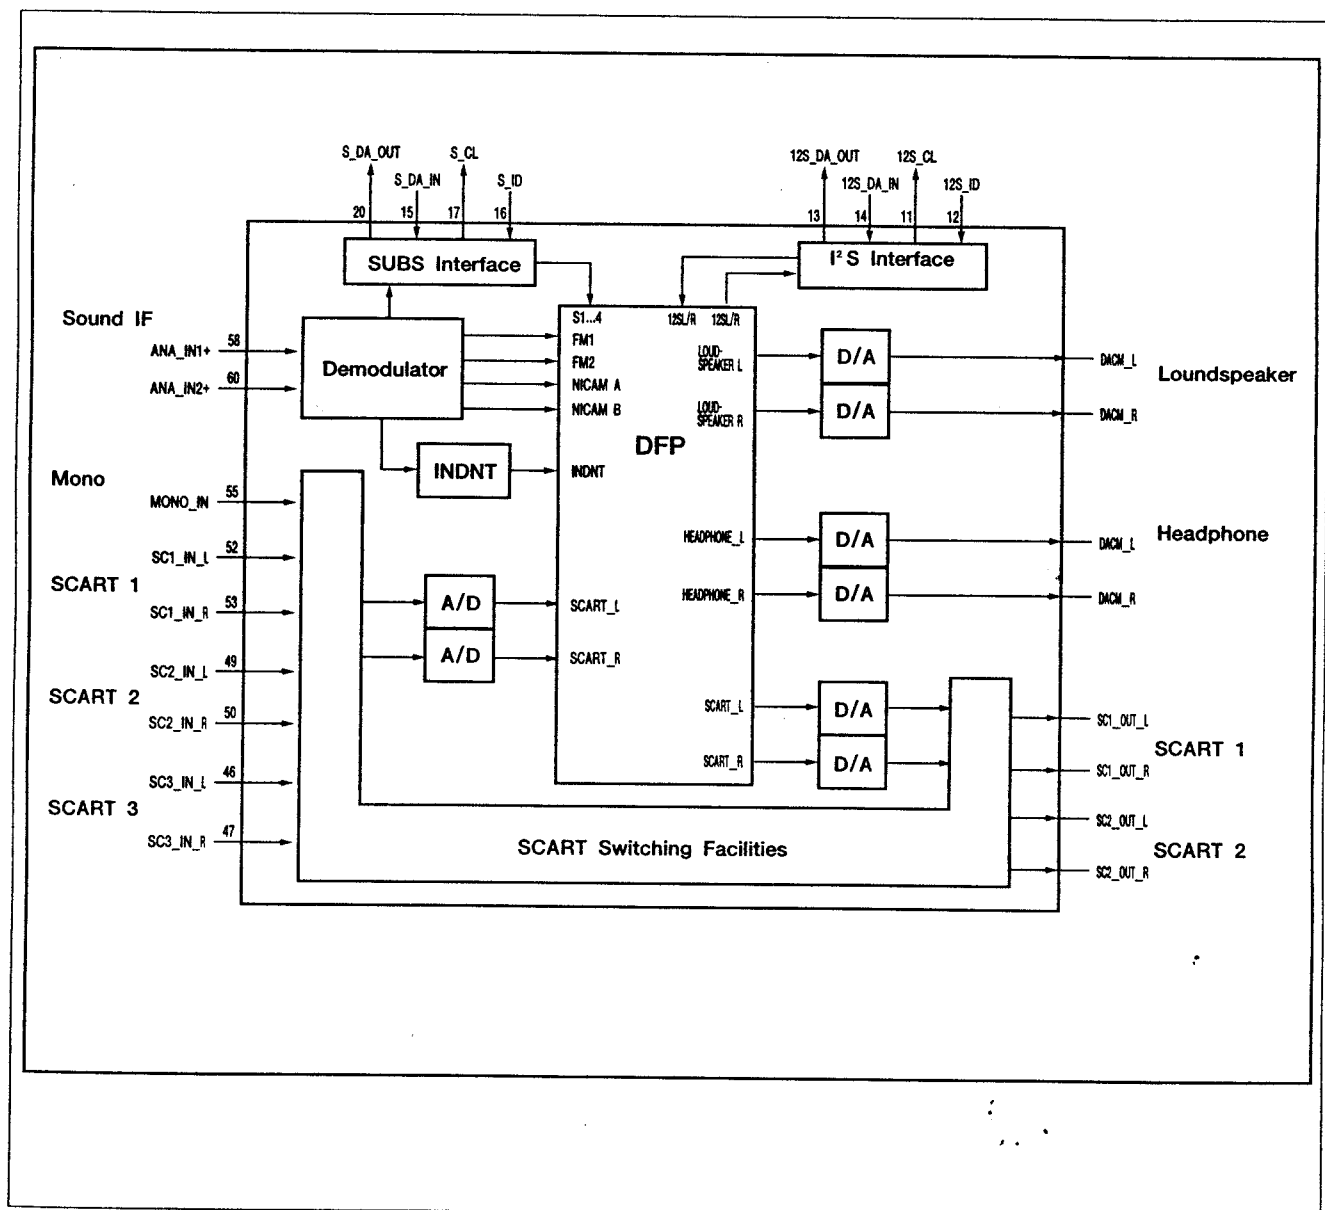 S_DA_OUT
S_CL
S_DA_IN
S_ID
20
15
17
16
12S_DA_OUT
12S_CL
12S_DA_IN
12S_ID
13
14
11
12
SUBS Interface
I²S Interface
Sound IF
ANA_IN1+
58
ANA_IN2+
60
Demodulator
S1...4
12SL/R
12SL/R
FM1
FM2
NICAM A
NICAM B
INDNT
INDNT
LOUD-
SPEAKER L
LOUD-
SPEAKER R
DFP
D/A
D/A
DACM_L
Loundspeaker
DACM_R
Mono
MONO_IN
55
SC1_IN_L
52
SCART 1
SC1_IN_R
53
SC2_IN_L
49
SCART 2
SC2_IN_R
50
SC3_IN_L
46
SCART 3
SC3_IN_R
47
A/D
A/D
SCART_L
SCART_R
HEADPHONE_L
HEADPHONE_R
D/A
D/A
DACM_L
Headphone
DACM_R
SCART_L
SCART_R
D/A
D/A
SC1_OUT_L
SCART 1
SC1_OUT_R
SC2_OUT_L
SCART 2
SC2_OUT_R
SCART Switching Facilities